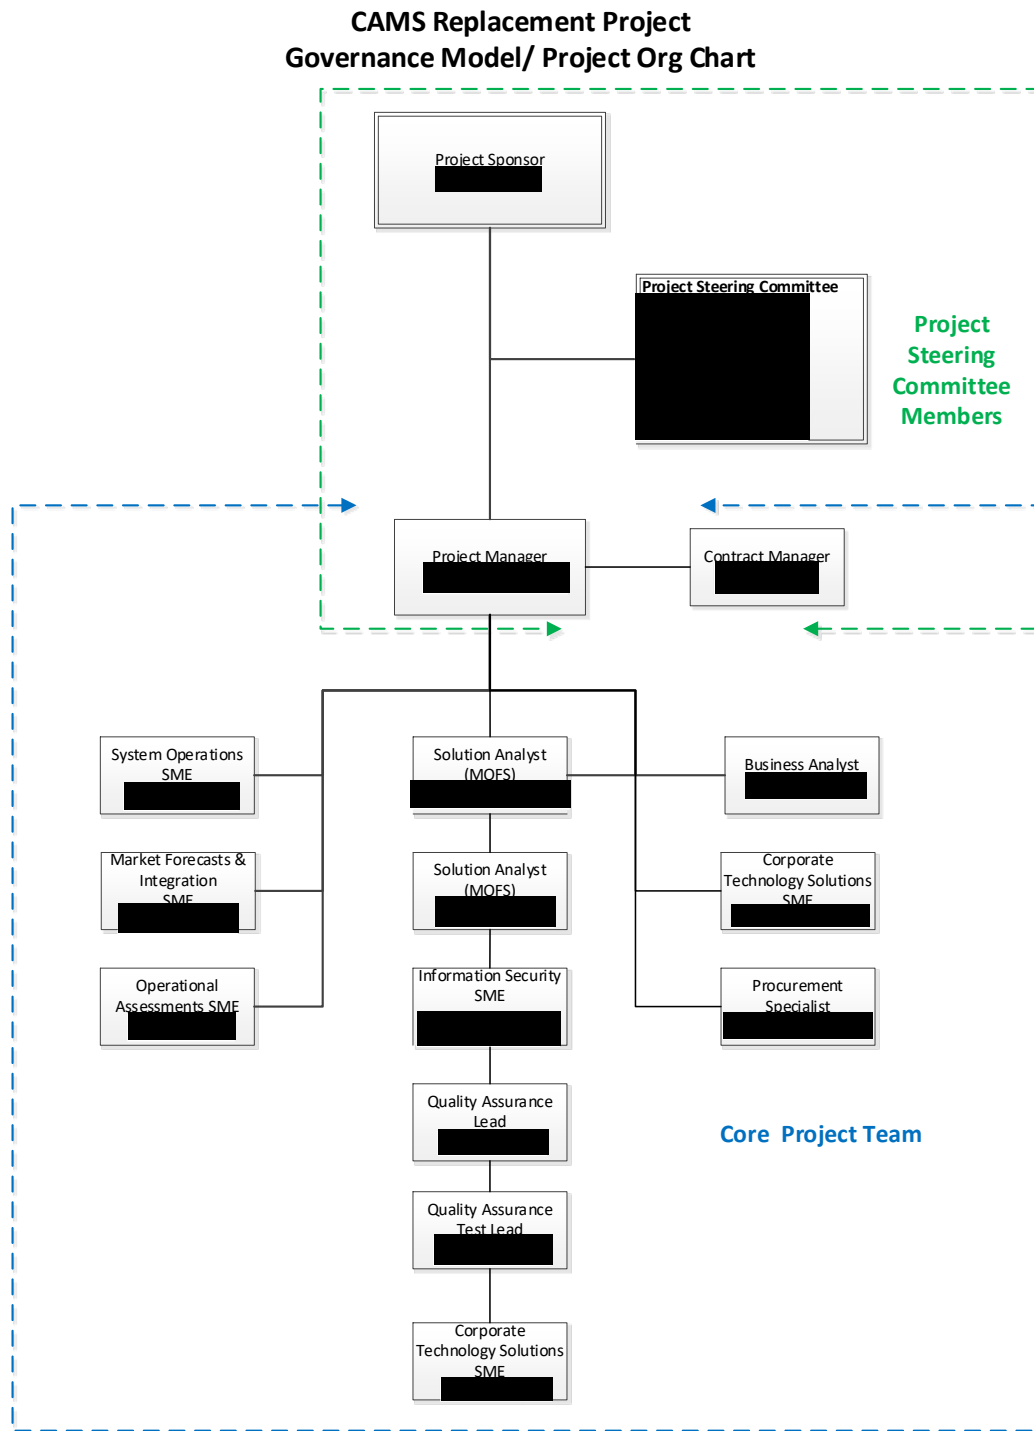 CAMS Replacement Project
Governance Model/ Project Org Chart
Project Sponsor
Project Steering Committee
Project
Steering
Committee
Members
Project Manager
Contract Manager
System Operations
SME
Solution Analyst
(MOFS)
Business Analyst
Market Forecasts &
Integration
SME
Solution Analyst
(MOFS)
Corporate
Technology Solutions
SME
Operational
Assessments SME
Information Security
SME
Procurement
Specialist
Quality Assurance
Lead
Core  Project Team
Quality Assurance
Test Lead
Corporate
Technology Solutions
SME